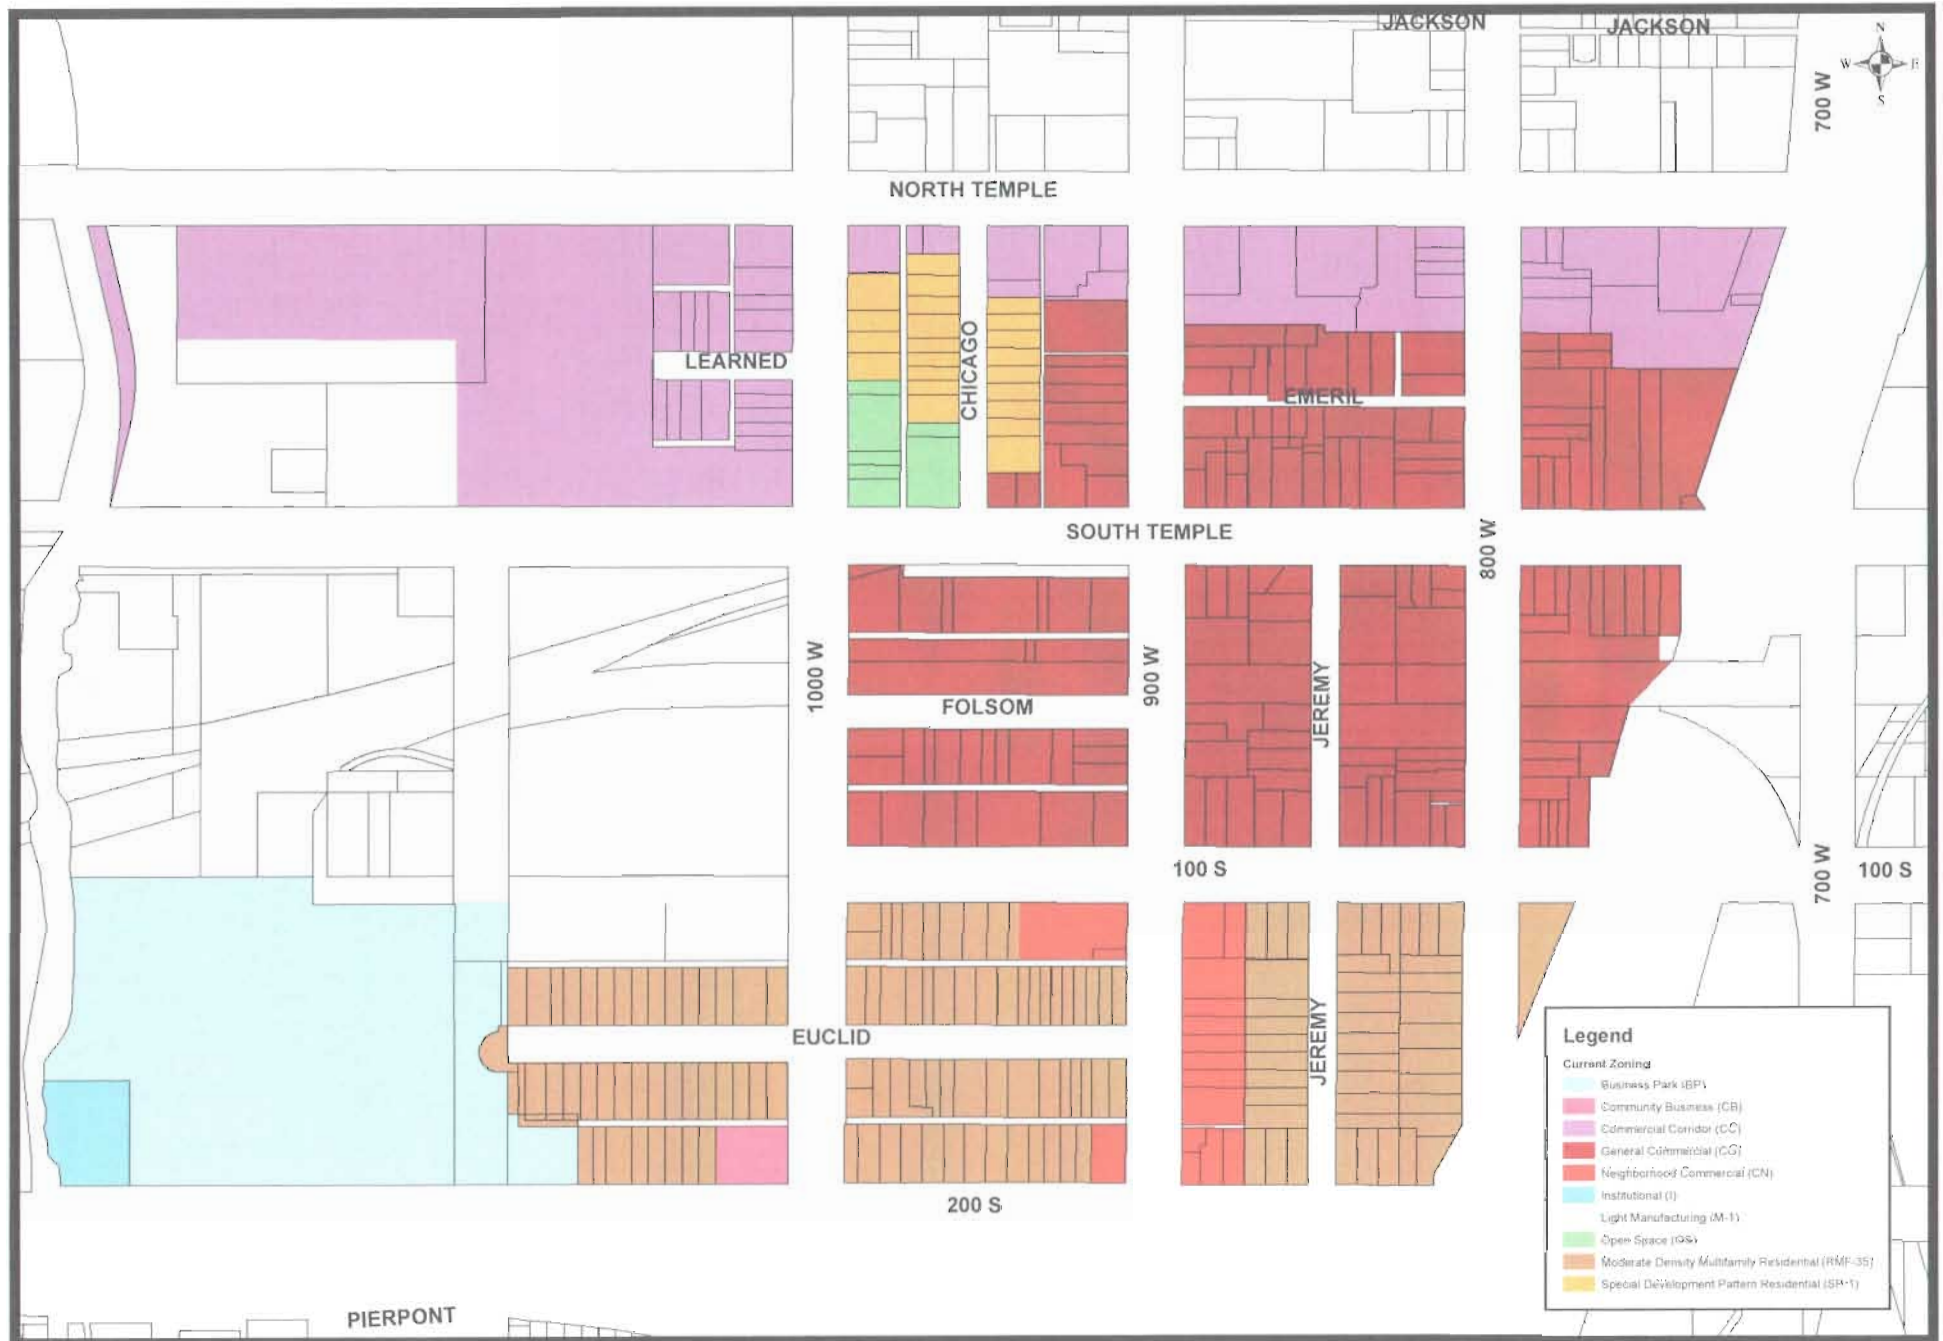 JACKSON
JACKSON
N
W
E
S
700 W
NORTH TEMPLE
LEARNED
CHICAGO
EMERIL
SOUTH TEMPLE
800 W
1000 W
900 W
FOLSOM
JEREMY
100 S
700 W
100 S
EUCLID
JEREMY
200 S
PIERPONT
Legend
Current Zoning
Business Park (BP)
Community Business (CB)
Commercial Corridor (CC)
General Commercial (CG)
Neighborhood Commercial (CN)
Institutional (I)
Light Manufacturing (M-1)
Open Space (OS)
Moderate Density Multifamily Residential (RMF-35)
Special Development Pattern Residential (SR-1)